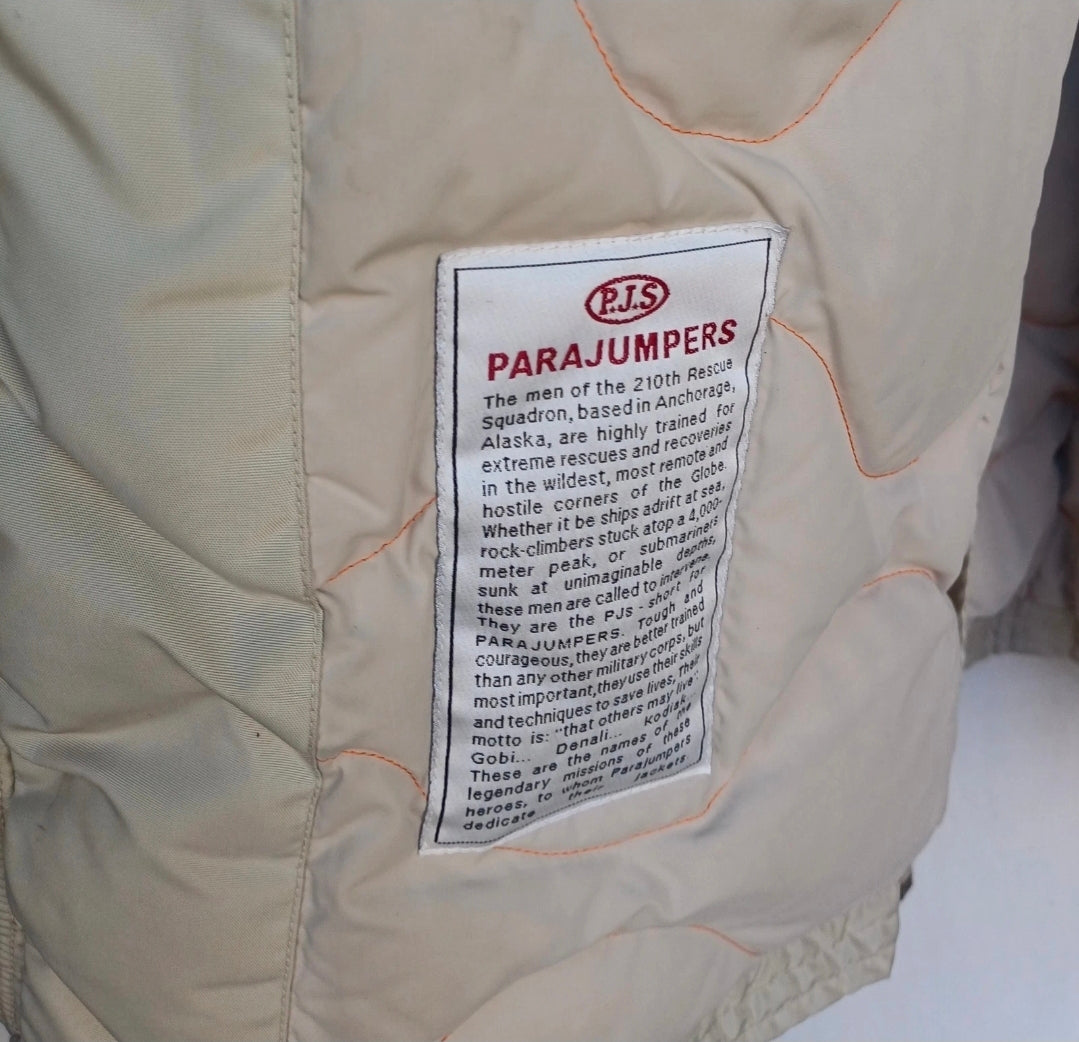 P.J.S
PARAJUMPERS
The men of the 210th Rescue
Squadron, based in Anchorage,
Alaska, are highly trained for
extreme rescues and recoveries
in the wildest, most remote and
hostile corners of the Globe.
Whether it be ships adrift at sea,
rock-climbers stuck atop a 4,000-
meter peak, or submariners
sunk at unimaginable depths,
these men are called to intervene.
They are the PJs - short for
PARAJUMPERS. Tough and
courageous, they are better trained
than any other military corps, but
most important, they use their skills
and techniques to save lives. Their
motto is: "that others may live".
Gobi... Denali... Kodiak...
These are the names of the
legendary missions of these
heroes, to whom Parajumpers
dedicate their jackets